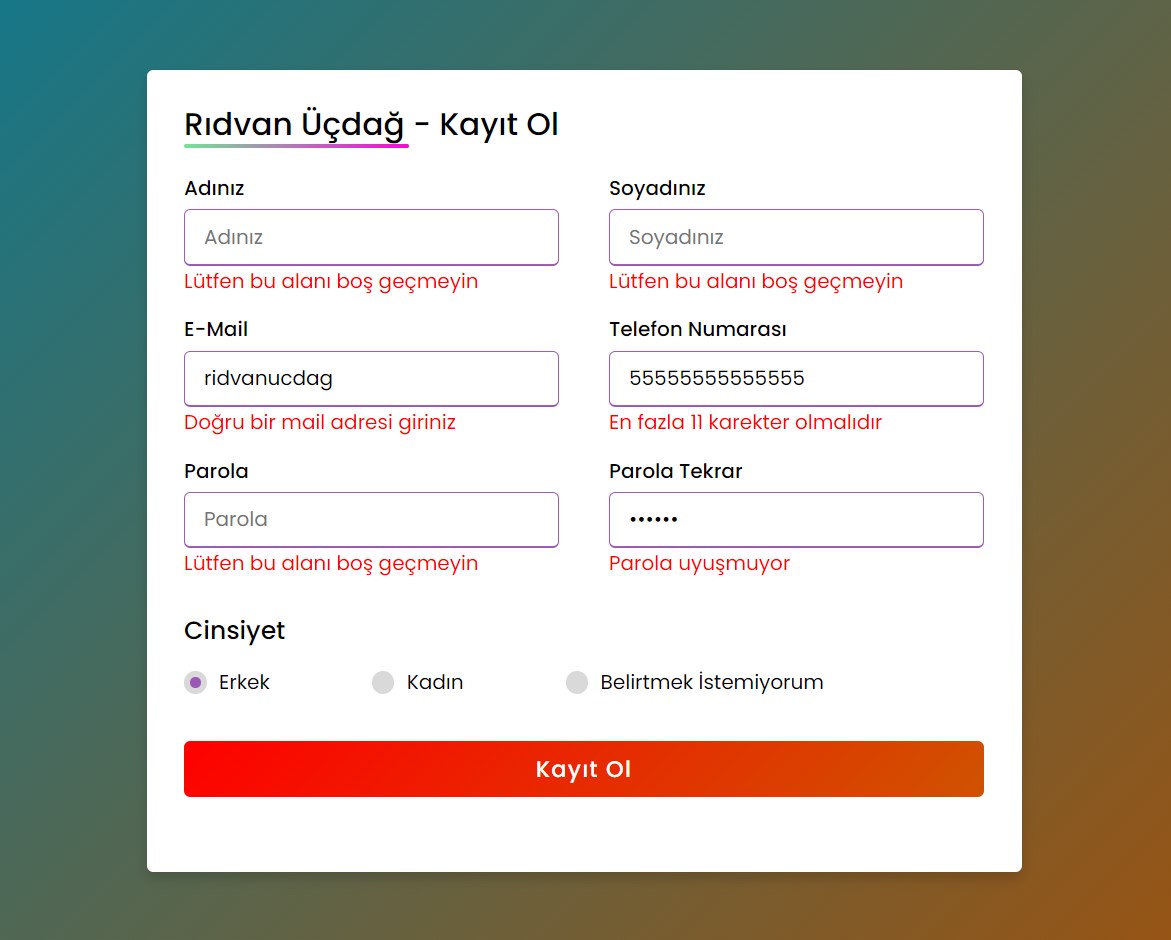 Rıdvan Üçdağ - Kayıt Ol
Adınız
Soyadınız
Adınız
Soyadınız
Lütfen bu alanı boş geçmeyin
Lütfen bu alanı boş geçmeyin
E-Mail
Telefon Numarası
ridvanucdag
55555555555555
Doğru bir mail adresi giriniz
En fazla 11 karekter olmalıdır
Parola
Parola Tekrar
Parola
••••••
Lütfen bu alanı boş geçmeyin
Parola uyuşmuyor
Cinsiyet
Erkek
Kadın
Belirtmek İstemiyorum
Kayıt Ol